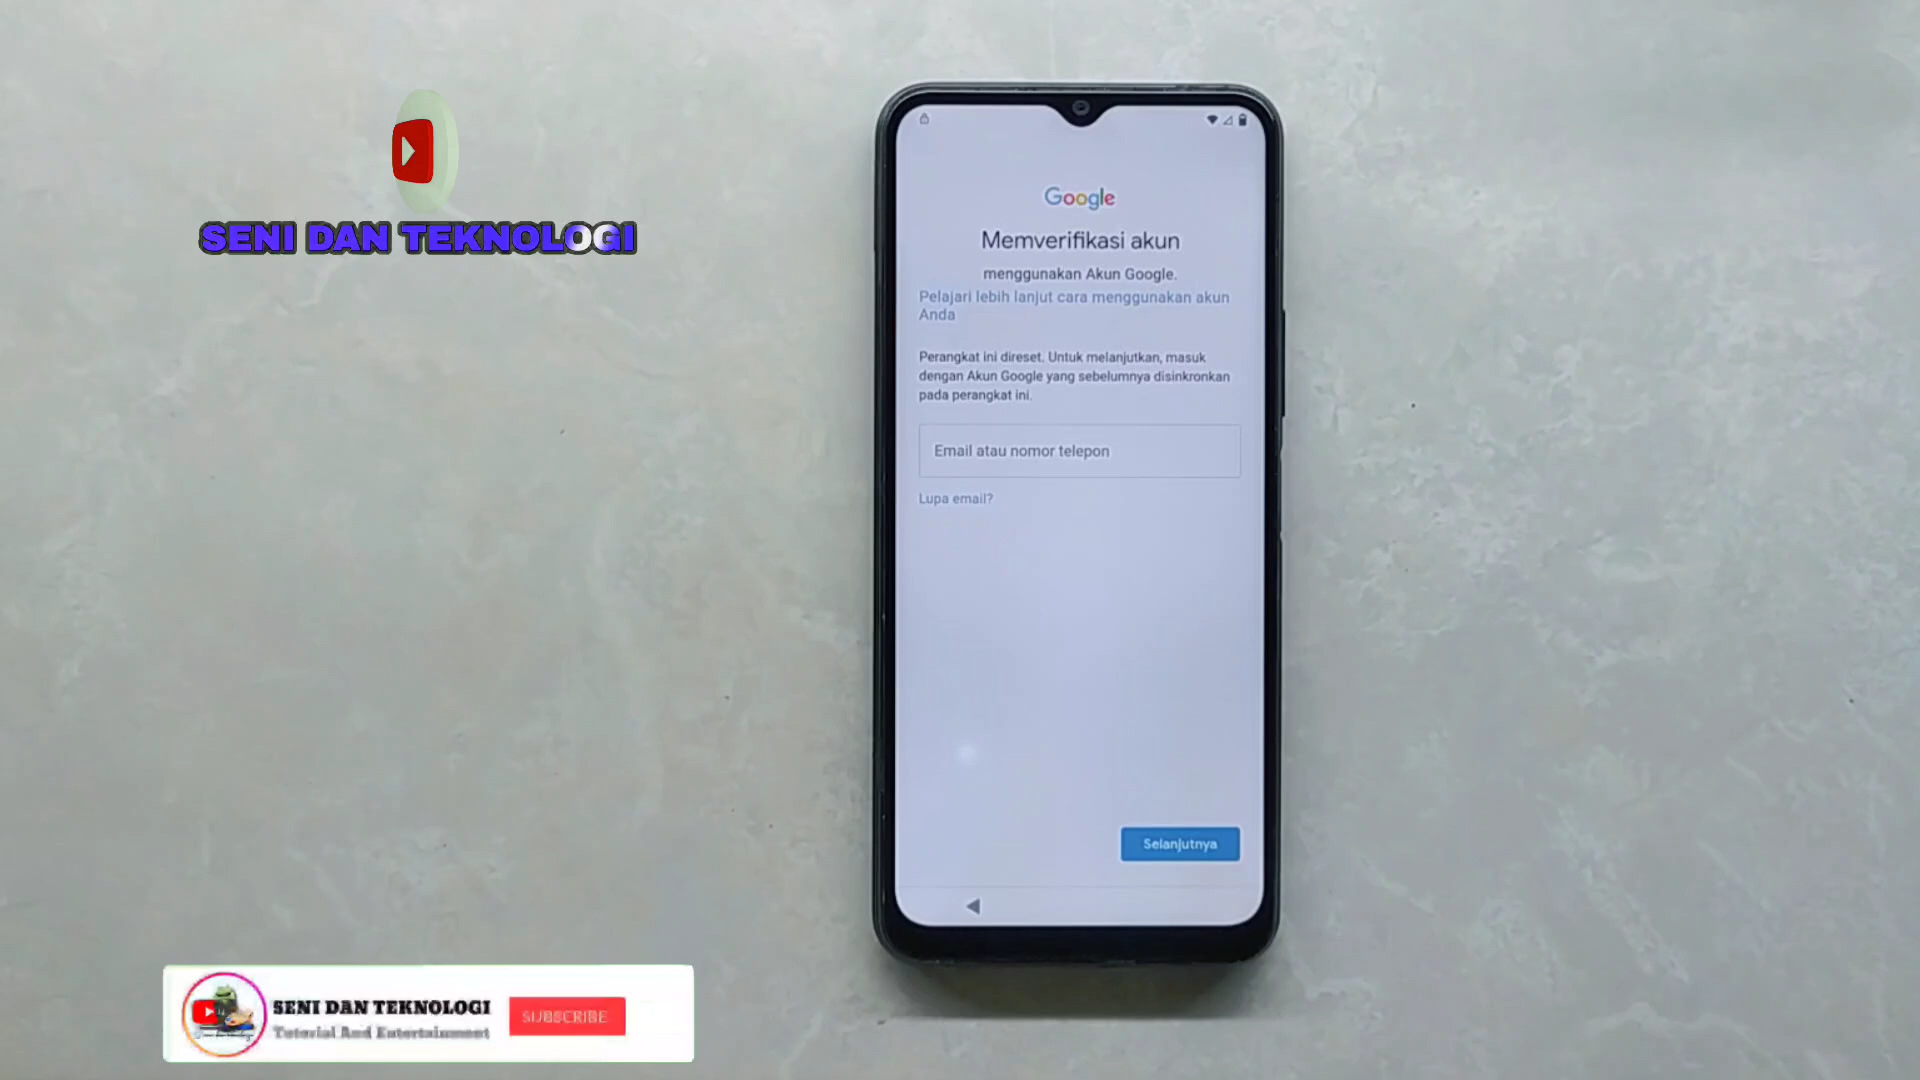 SENI DAN TEKNOLOGI
Google
Memverifikasi akun
menggunakan Akun Google.
Pelajari lebih lanjut cara menggunakan akun
Anda
Perangkat ini direset. Untuk melanjutkan, masuk
dengan Akun Google yang sebelumnya disinkronkan
pada perangkat ini.
Email atau nomor telepon
Lupa email?
Selanjutnya
SENI DAN TEKNOLOGI
Tutorial And Entertainment
SUBSCRIBE